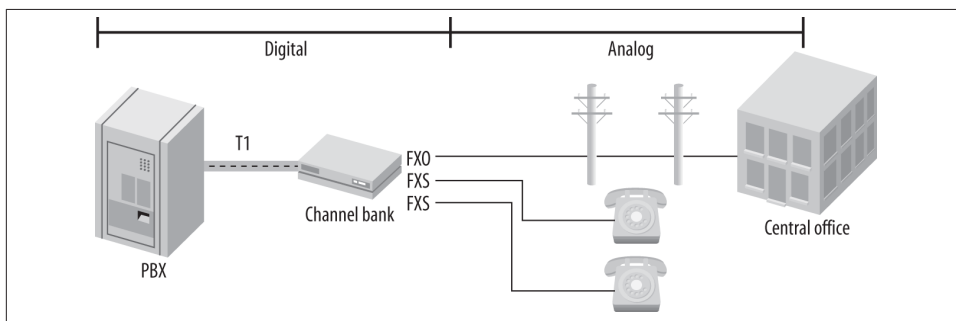 Digital
Analog
T1
FXO
FXS
FXS
Channel bank
PBX
Central office